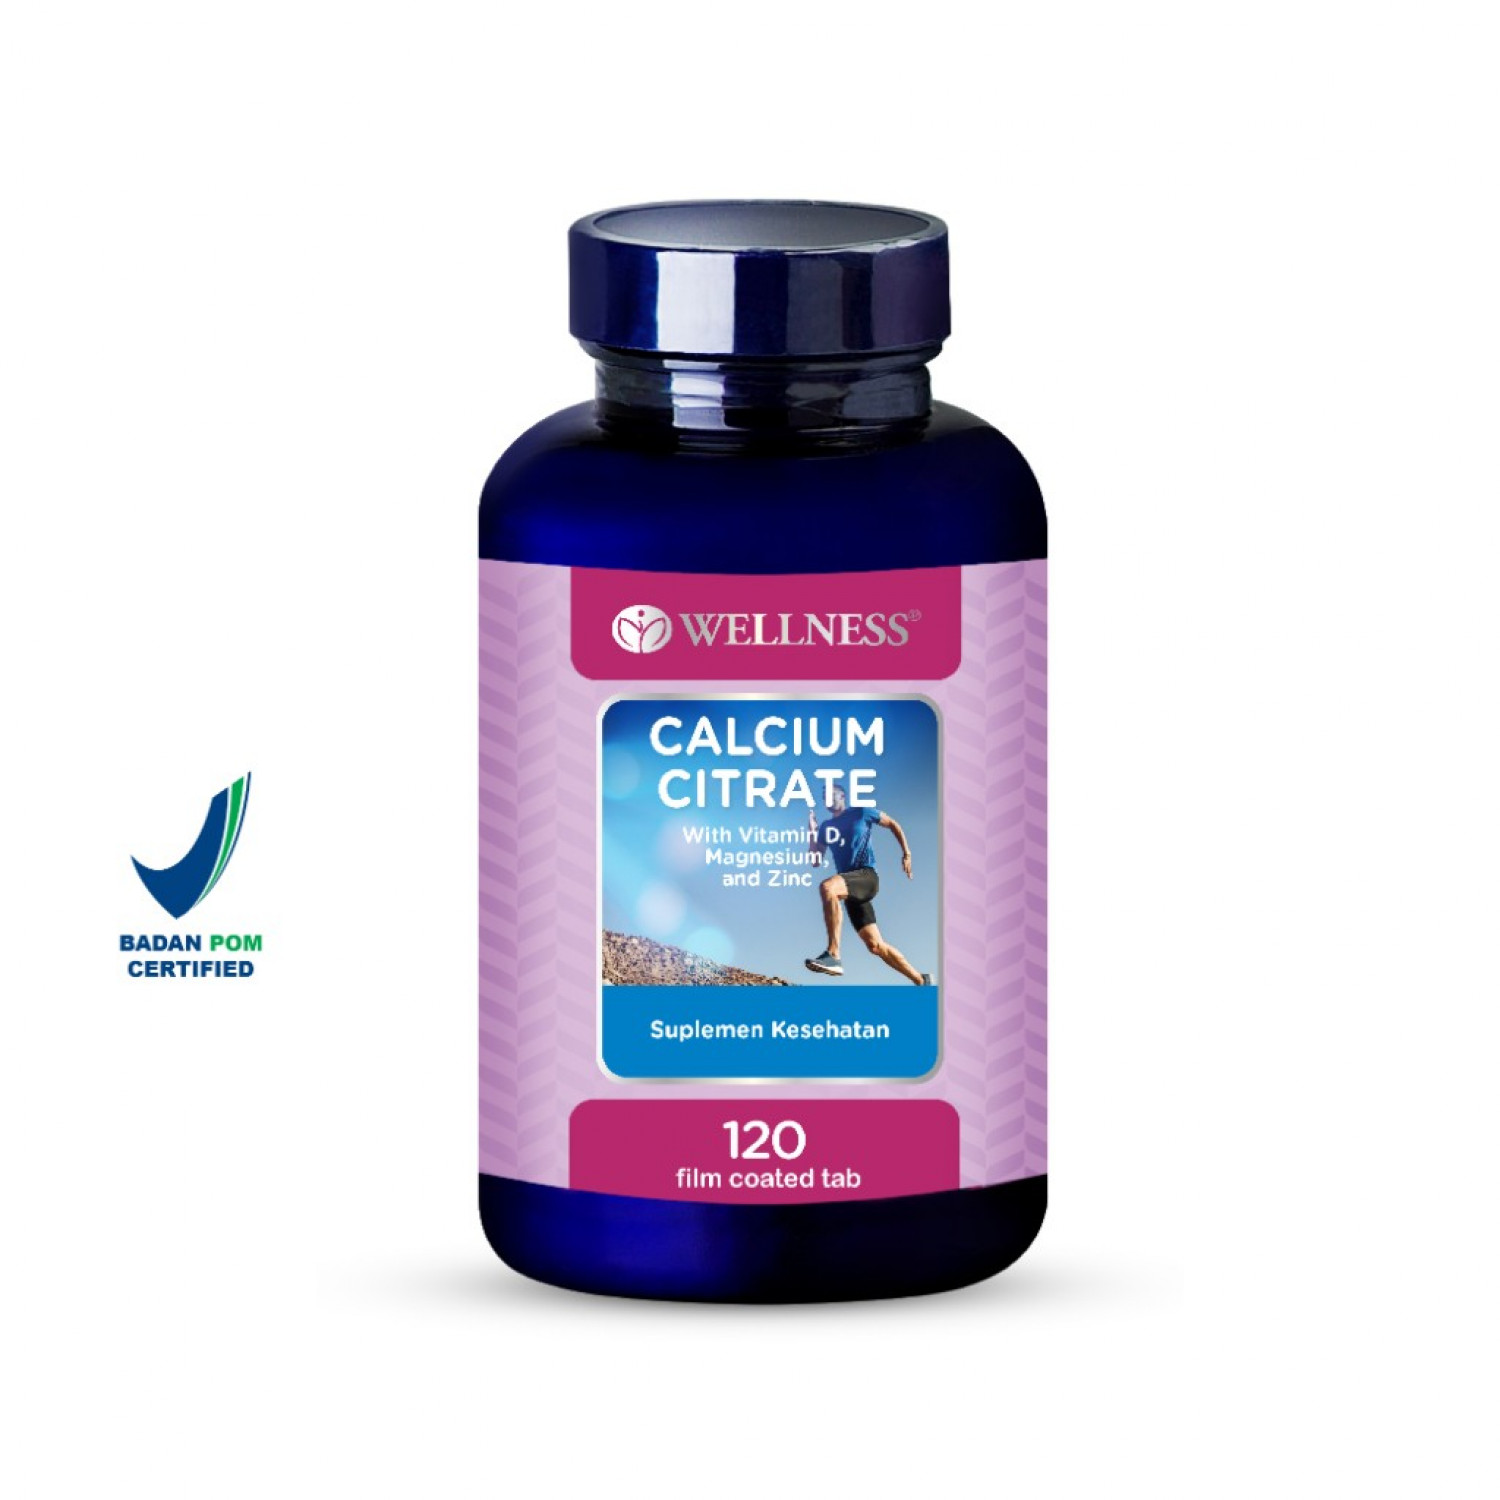 WELLNESS®
CALCIUM
CITRATE
With Vitamin D,
Magnesium,
and Zinc
Suplemen Kesehatan
120
film coated tab
BADAN POM
CERTIFIED